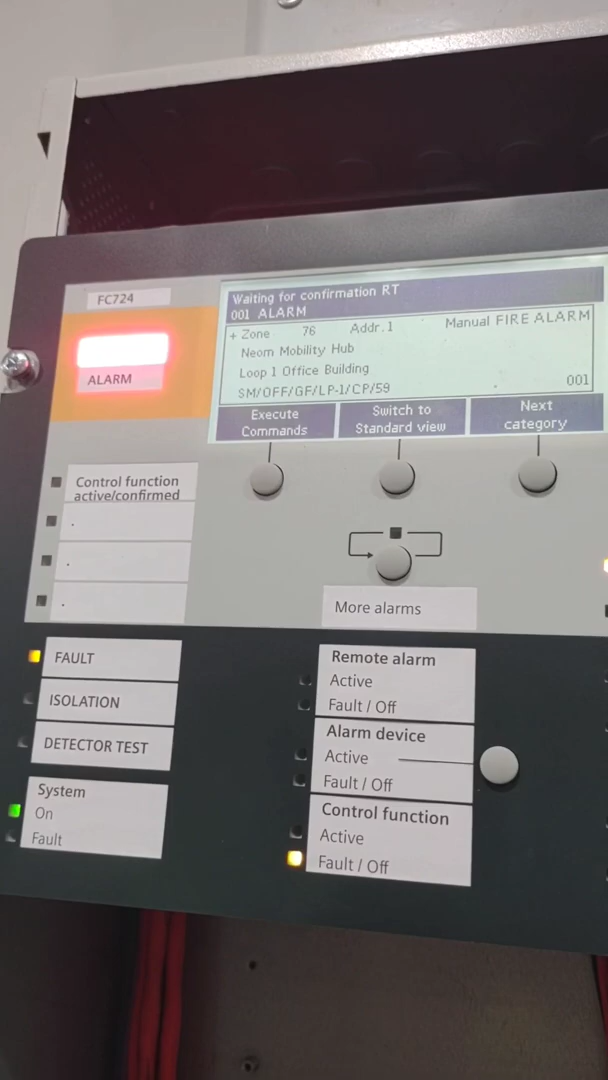 FC724
ALARM
Waiting for confirmation RT
001 ALARM
+ Zone 76 Addr.1 Manual FIRE ALARM
Neom Mobility Hub
Loop 1 Office Building
SM/OFF/GF/LP-1/CP/59
001
Execute Commands
Switch to Standard view
Next category
Control function
active/confirmed
.
.
.
More alarms
FAULT
ISOLATION
DETECTOR TEST
System
On
Fault
Remote alarm
Active
Fault / Off
Alarm device
Active
Fault / Off
Control function
Active
Fault / Off